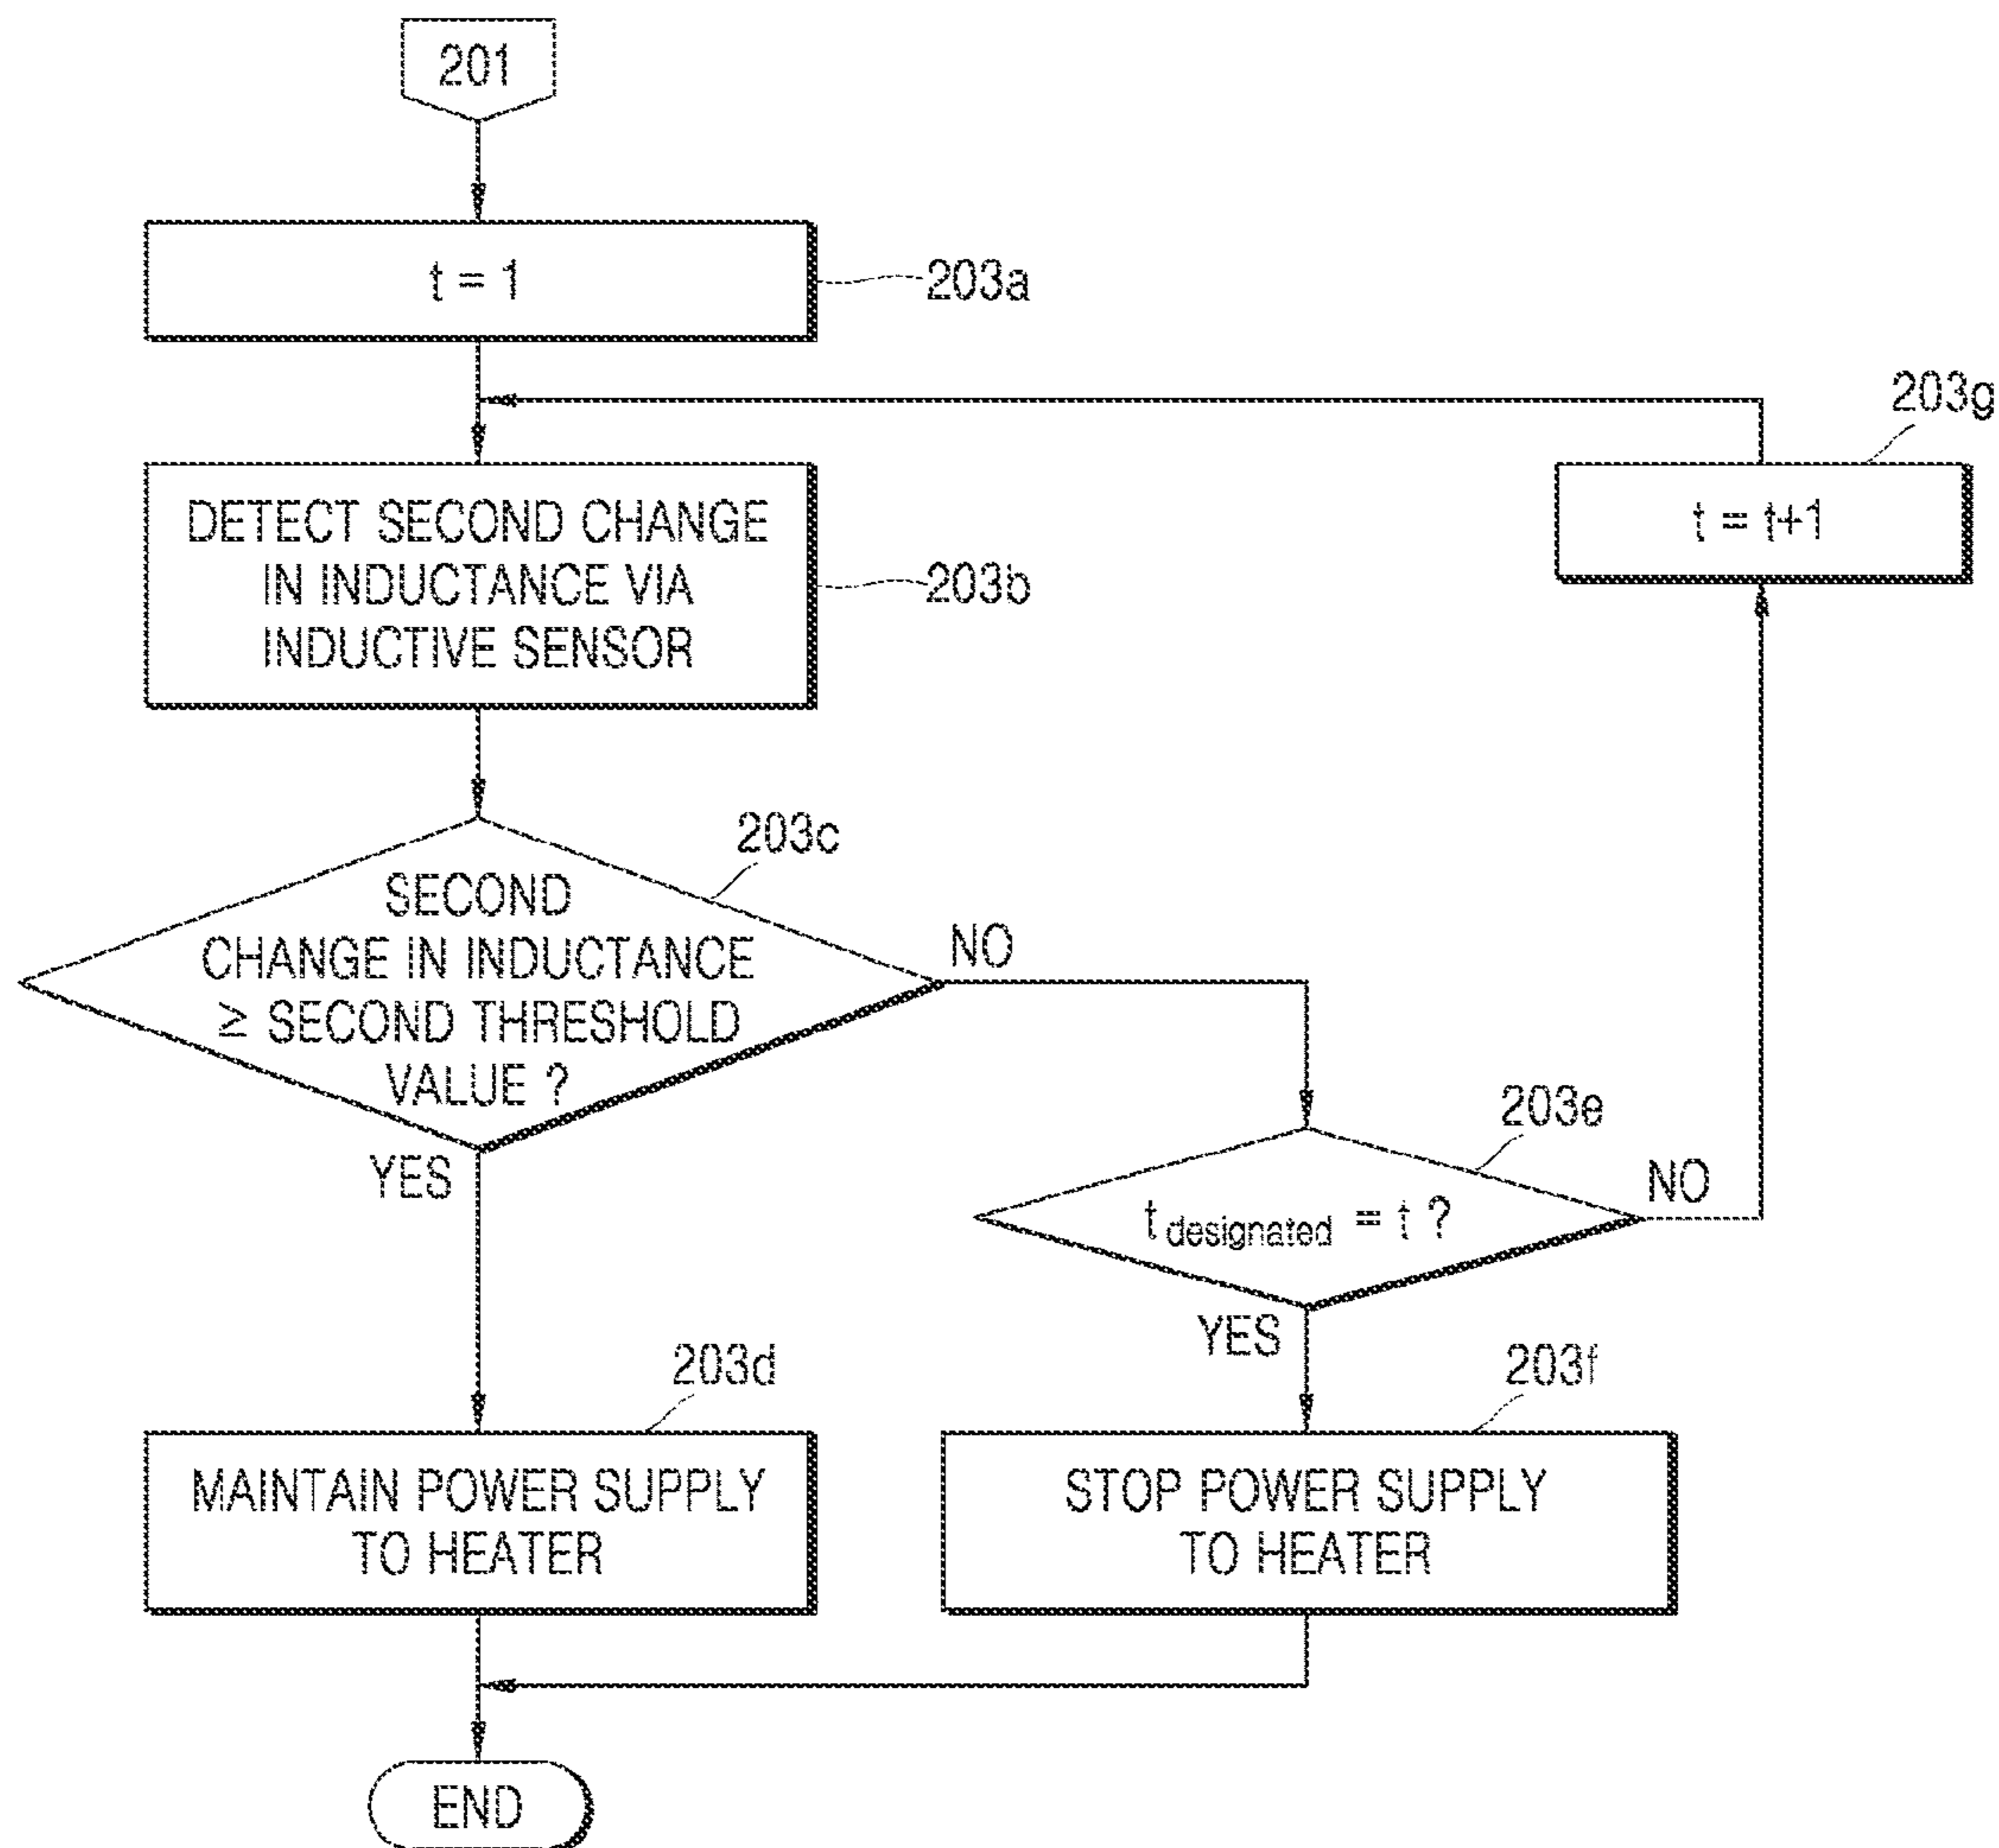 201
t = 1
203a
203g
t = t+1
DETECT SECOND CHANGE
IN INDUCTANCE VIA
INDUCTIVE SENSOR
203b
203c
SECOND
CHANGE IN INDUCTANCE
≥ SECOND THRESHOLD
VALUE ?
NO
YES
203e
t designated = t ?
NO
YES
203d
MAINTAIN POWER SUPPLY
TO HEATER
203f
STOP POWER SUPPLY
TO HEATER
END